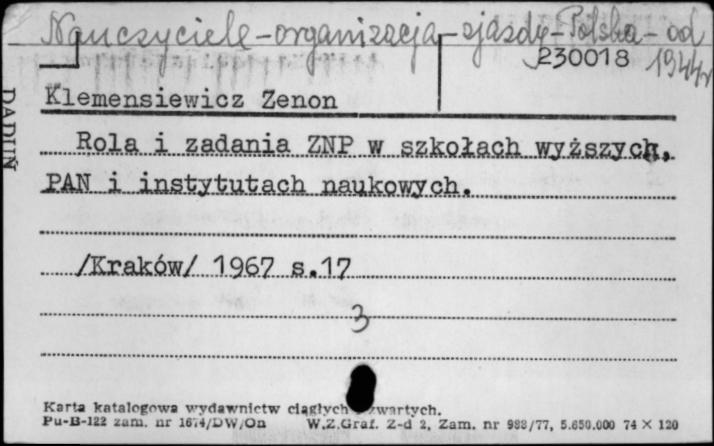 Nauczyciele-organizacja-zjazdy-Polska-od
230018 1944r
Klemensiewicz Zenon
Rola i zadania ZNP w szkołach wyższych,
PAN i instytutach naukowych.
/Kraków/ 1967 s.17
3
Karta katalogowa wydawnictw ciągłych i zwartych.
Pu-B-122 zam. nr 1674/DW/On W.Z.Graf. Z-d 2, Zam. nr 988/77, 5.650.000 74 × 120